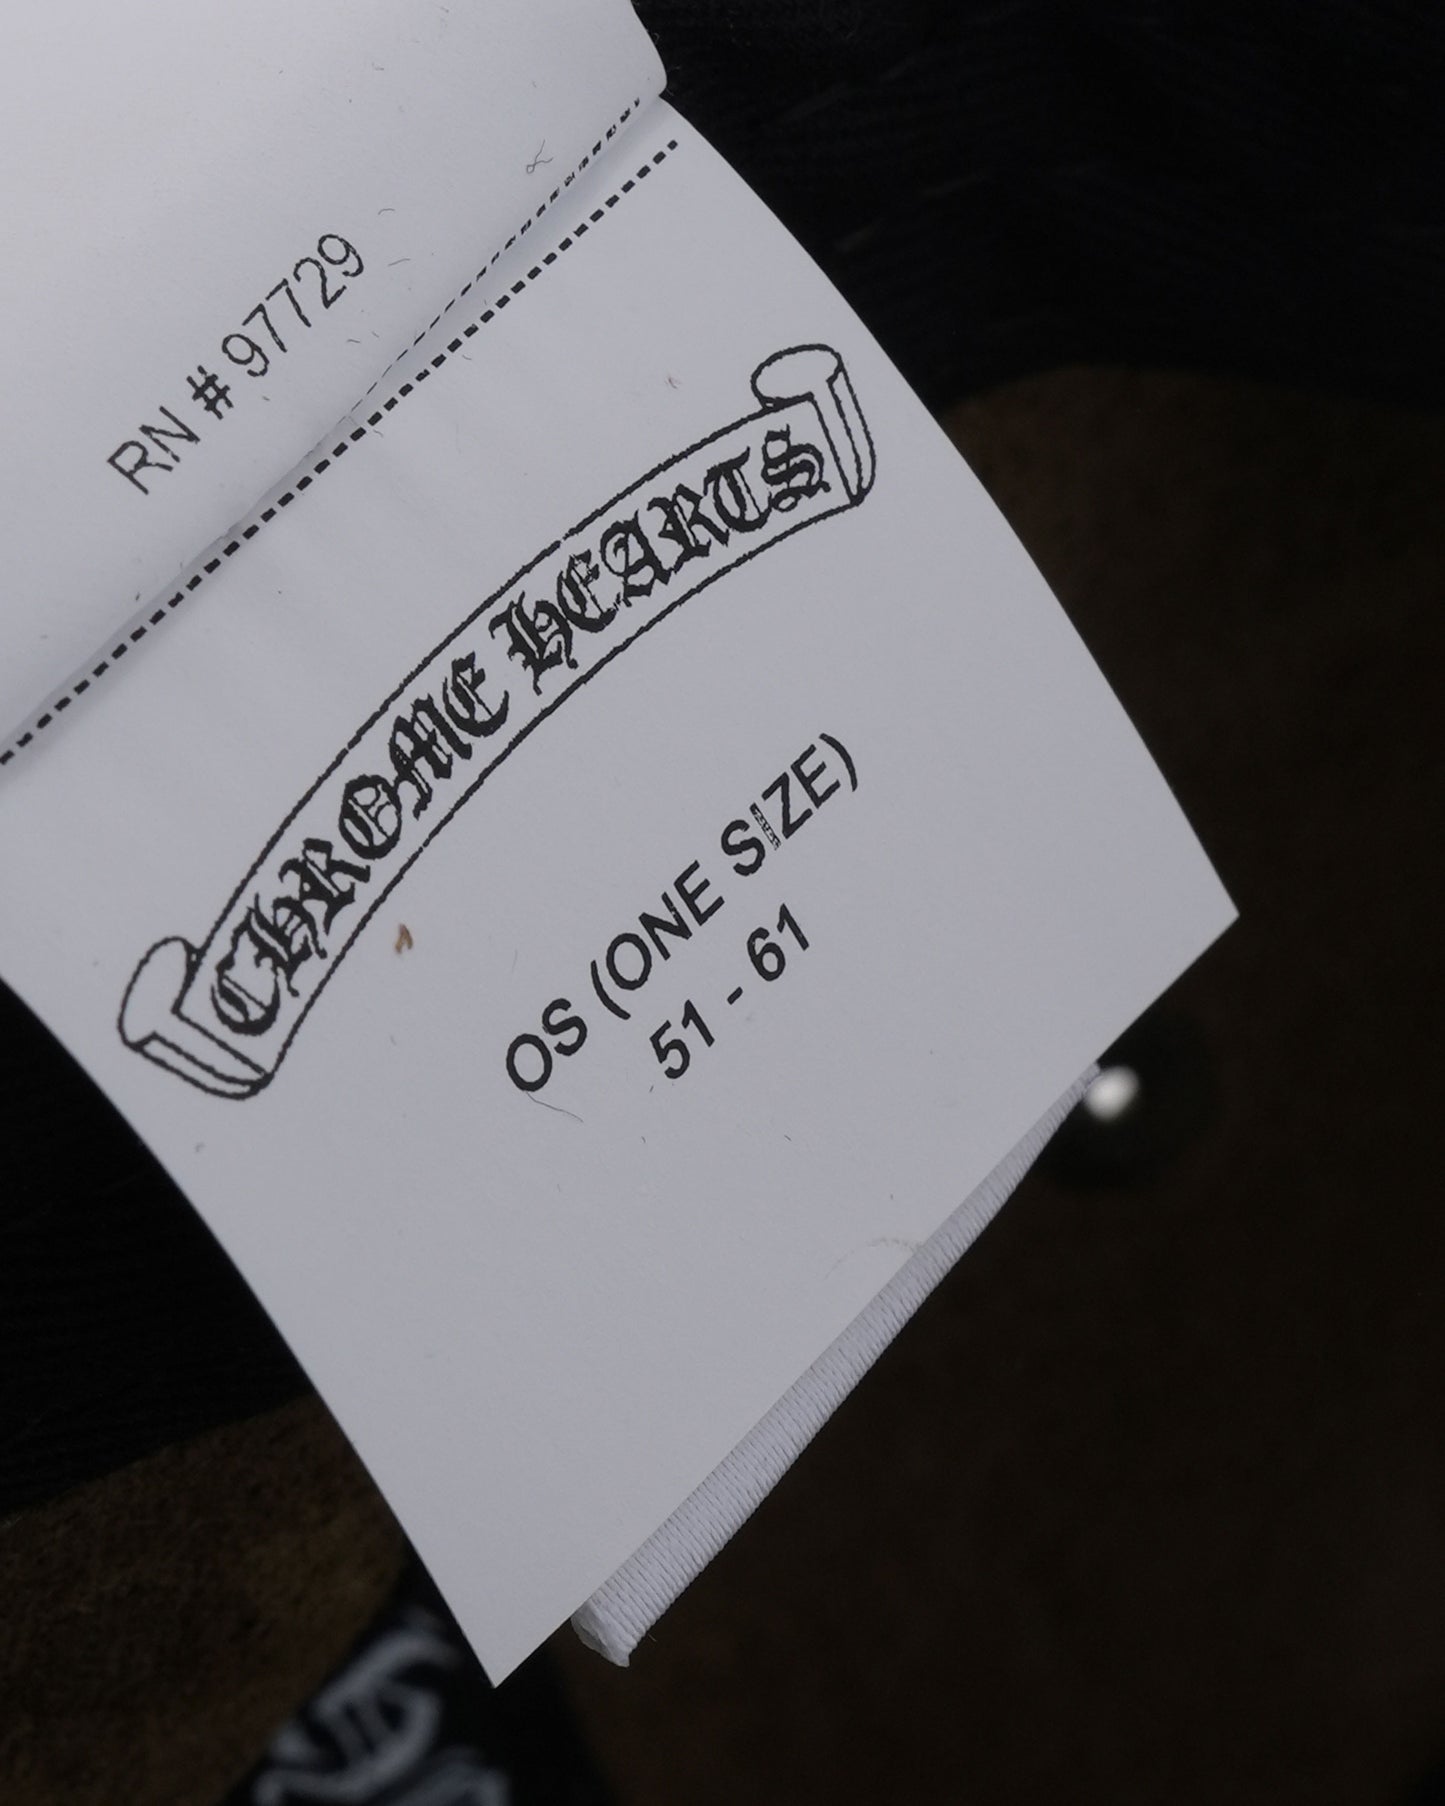 RN # 97729
CHROME HEARTS
OS (ONE SIZE)
51 - 61